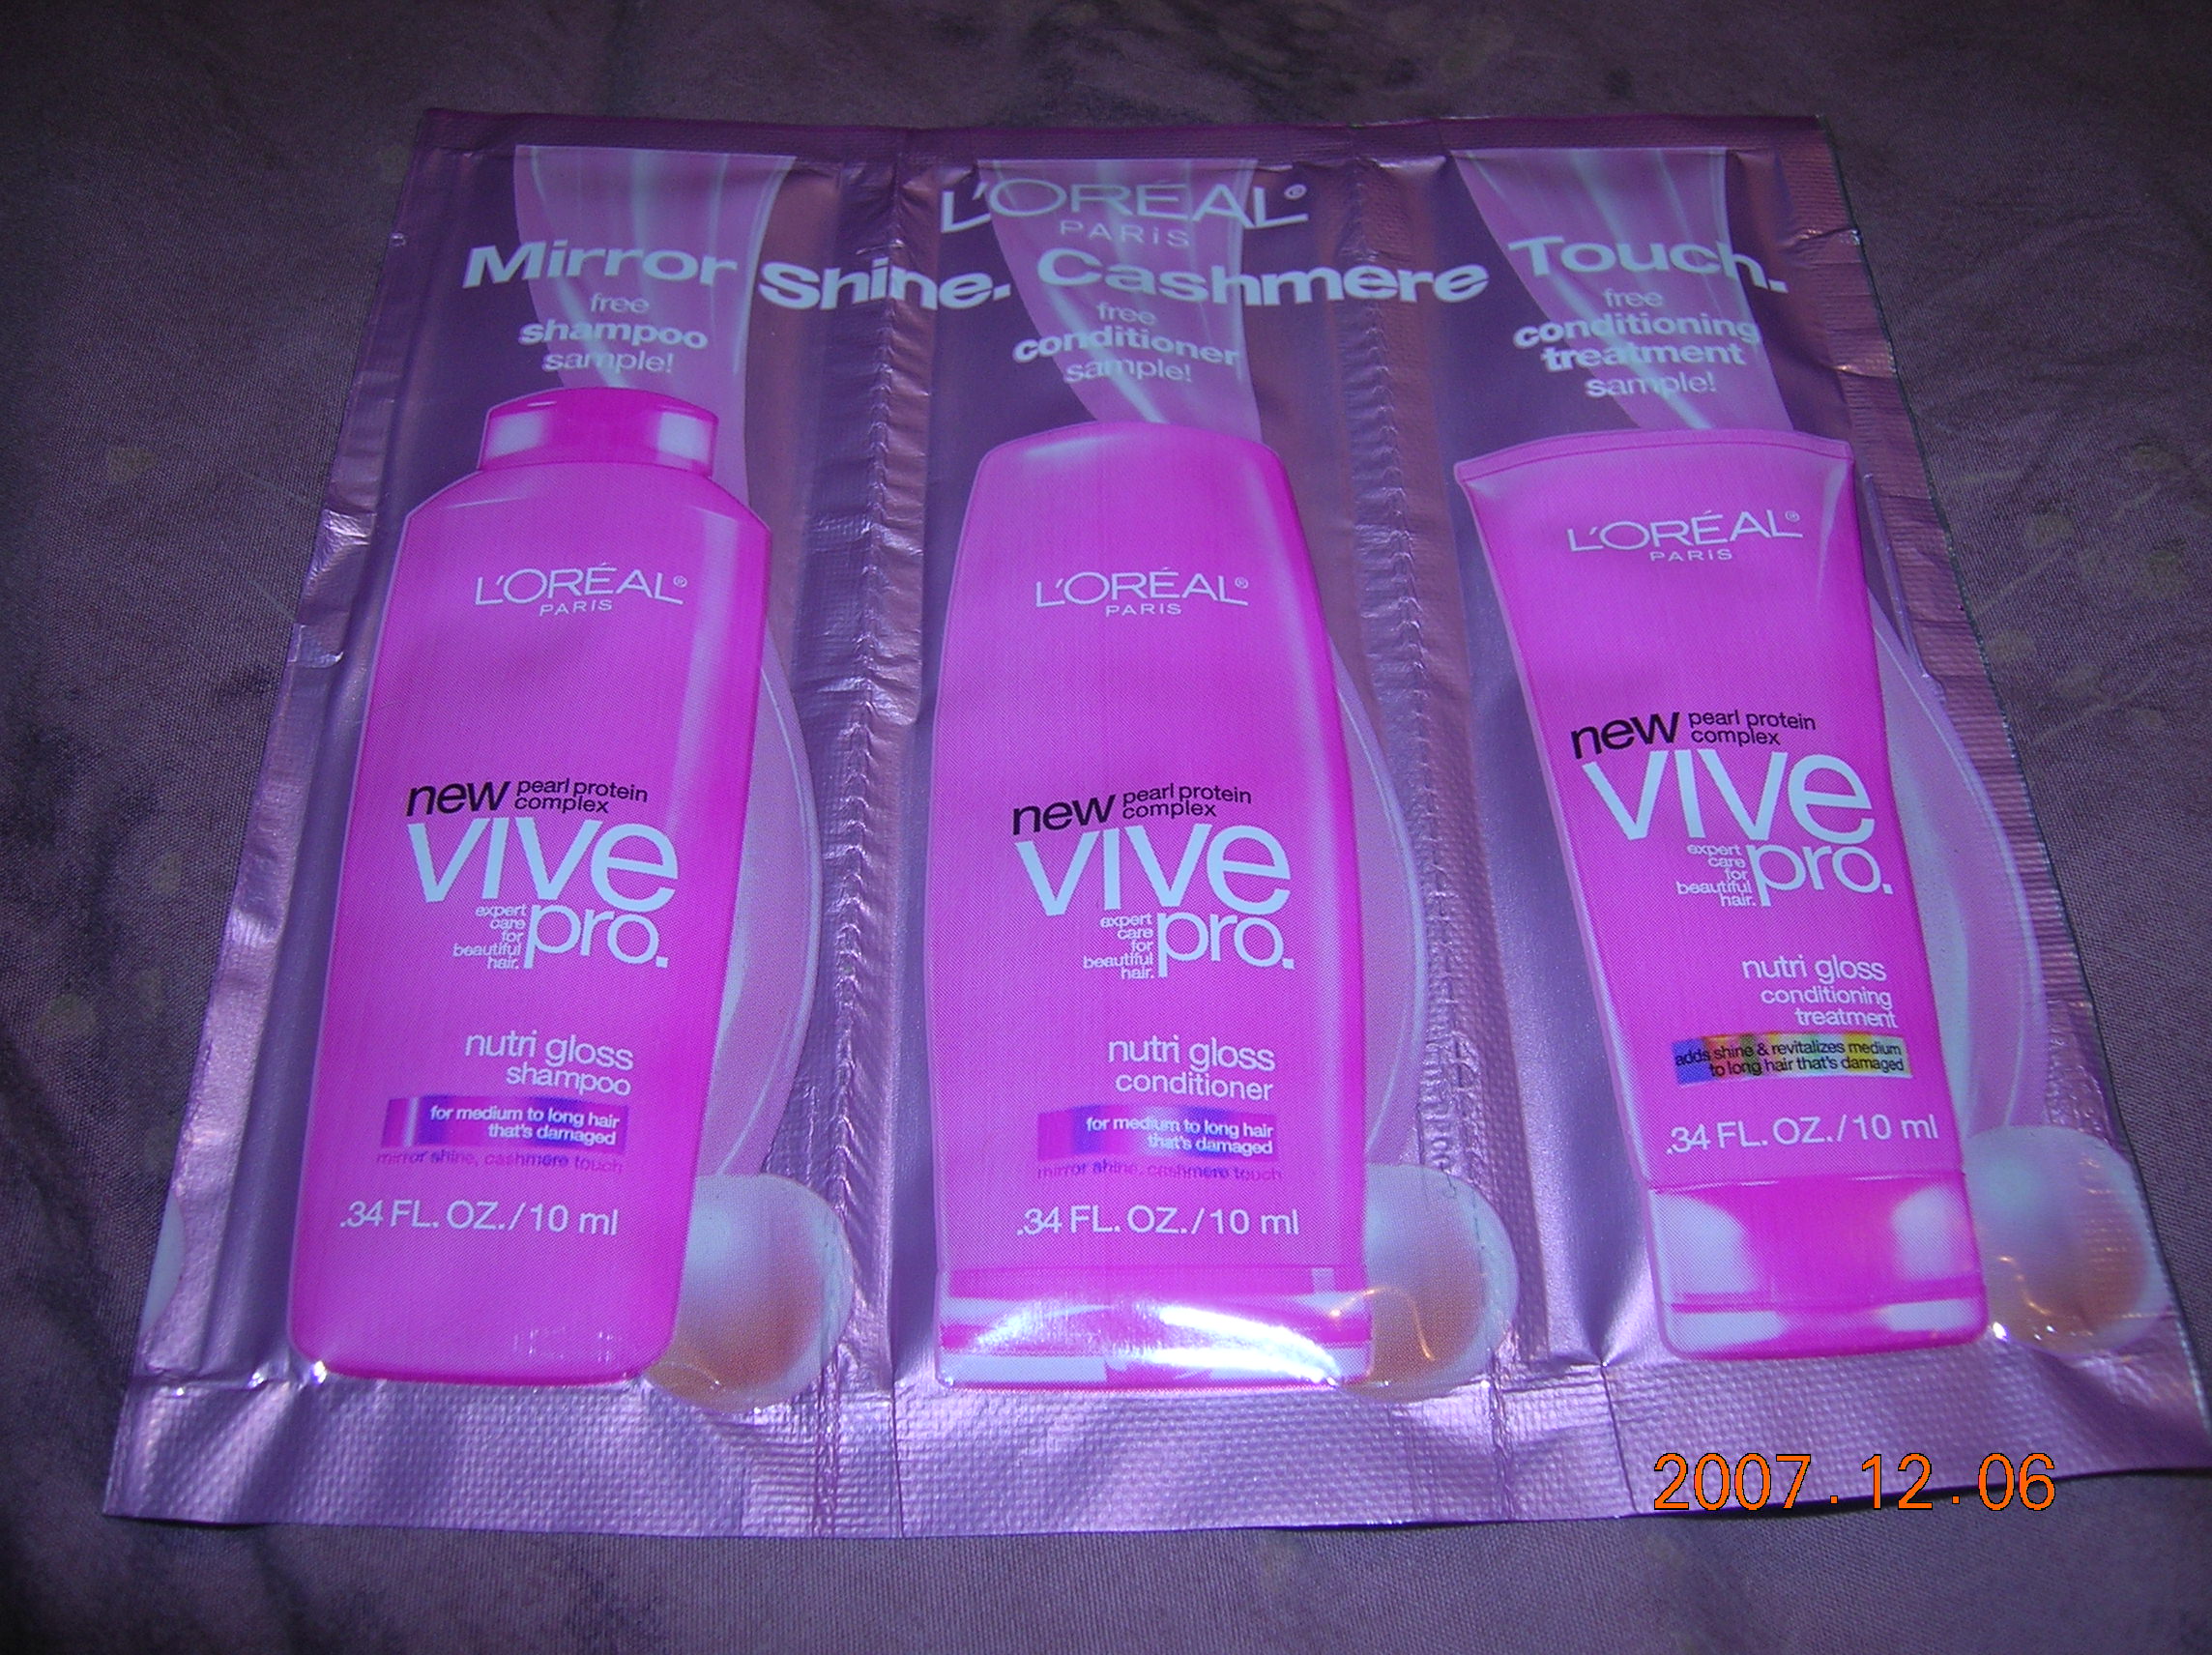 L'ORÉAL®
PARIS
Mirror Shine. Cashmere Touch.
free
shampoo
sample!
free
conditioner
sample!
free
conditioning
treatment
sample!
L'ORÉAL®
PARIS
new pearl protein
complex
vive
pro.
expert
care
for
beautiful
hair.
nutri gloss
shampoo
for medium to long hair
that's damaged
mirror shine, cashmere touch
.34 FL. OZ./10 ml
L'ORÉAL®
PARIS
new pearl protein
complex
vive
pro.
expert
care
for
beautiful
hair.
nutri gloss
conditioner
for medium to long hair
that's damaged
mirror shine, cashmere touch
.34 FL. OZ./10 ml
L'ORÉAL®
PARIS
new pearl protein
complex
vive
pro.
expert
care
for
beautiful
hair.
nutri gloss
conditioning
treatment
adds shine & revitalizes medium
to long hair that's damaged
.34 FL. OZ./10 ml
2007.12.06